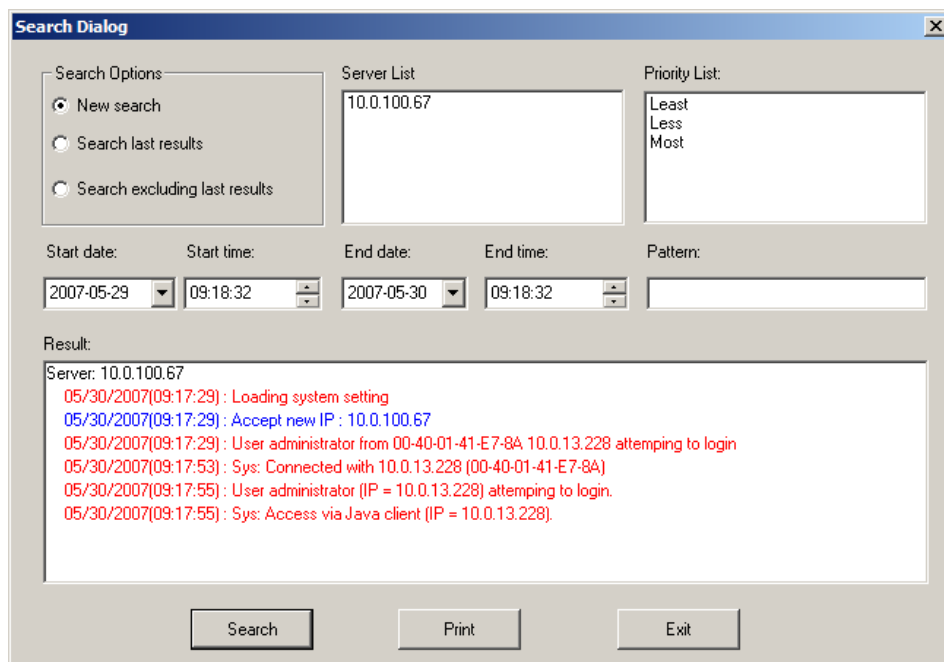 Search Dialog
Search Options
New search
Search last results
Search excluding last results
Server List
10.0.100.67
Priority List:
Least
Less
Most
Start date:
Start time:
End date:
End time:
Pattern:
2007-05-29
09:18:32
2007-05-30
09:18:32
Result:
Server: 10.0.100.67
05/30/2007(09:17:29) : Loading system setting
05/30/2007(09:17:29) : Accept new IP : 10.0.100.67
05/30/2007(09:17:29) : User administrator from 00-40-01-41-E7-8A 10.0.13.228 attemping to login
05/30/2007(09:17:53) : Sys: Connected with 10.0.13.228 (00-40-01-41-E7-8A)
05/30/2007(09:17:55) : User administrator (IP = 10.0.13.228) attemping to login.
05/30/2007(09:17:55) : Sys: Access via Java client (IP = 10.0.13.228).
Search
Print
Exit